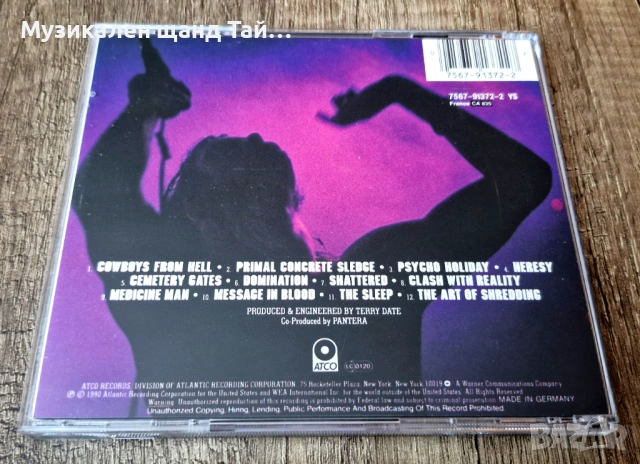 Музикален щанд Тай...
7567-91372-2
7567-91372-2 YS
France CA 835
1. COWBOYS FROM HELL • 2. PRIMAL CONCRETE SLEDGE • 3. PSYCHO HOLIDAY • 4. HERESY
5. CEMETERY GATES • 6. DOMINATION • 7. SHATTERED • 8. CLASH WITH REALITY
9. MEDICINE MAN • 10. MESSAGE IN BLOOD • 11. THE SLEEP • 12. THE ART OF SHREDDING
PRODUCED & ENGINEERED BY TERRY DATE
Co-Produced by PANTERA
ATCO
LC 0120
ATCO RECORDS, DIVISION OF ATLANTIC RECORDING CORPORATION, 75 Rockefeller Plaza, New York, New York 10019 A Warner Communications Company
℗ © 1990 Atlantic Recording Corporation for the United States and WEA International Inc. for the world outside of the United States. MADE IN GERMANY
Warning: Unauthorized reproduction of this recording is prohibited by Federal law and subject to criminal prosecution.
Unauthorized Copying, Hiring, Lending, Public Performance And Broadcasting Of This Record Prohibited.